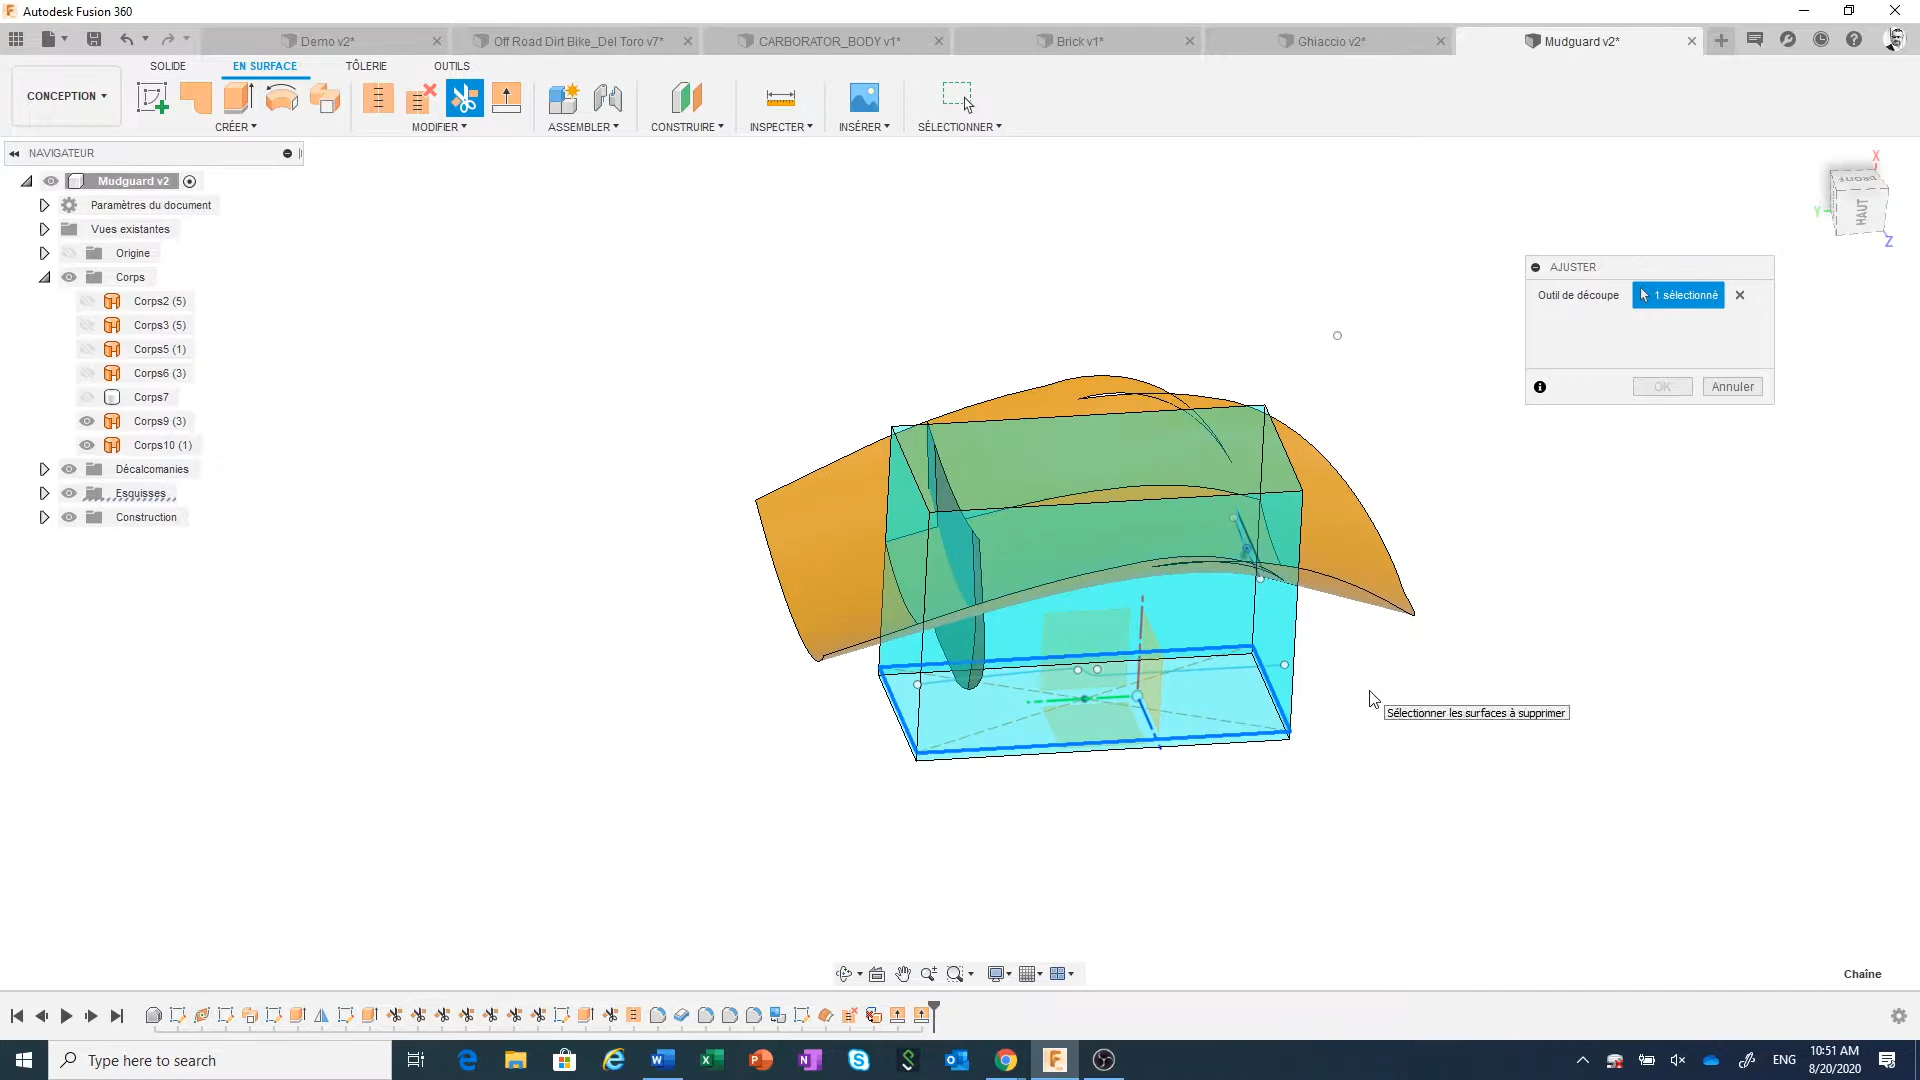 Autodesk Fusion 360
Demo v2*
Off Road Dirt Bike_Del Toro v7*
CARBORATOR_BODY v1*
Brick v1*
Ghiaccio v2*
Mudguard v2*
SOLIDE
EN SURFACE
TÔLERIE
OUTILS
CONCEPTION
CRÉER
MODIFIER
ASSEMBLER
CONSTRUIRE
INSPECTER
INSÉRER
SÉLECTIONNER
NAVIGATEUR
Mudguard v2
Paramètres du document
Vues existantes
Origine
Corps
Corps2 (5)
Corps3 (5)
Corps5 (1)
Corps6 (3)
Corps7
Corps9 (3)
Corps10 (1)
Décalcomanies
Esquisses
Construction
X
DROITE
Y
HAUT
Z
AJUSTER
Outil de découpe
1 sélectionné
OK
Annuler
Sélectionner les surfaces à supprimer
Chaîne
Type here to search
ENG
10:51 AM
8/20/2020